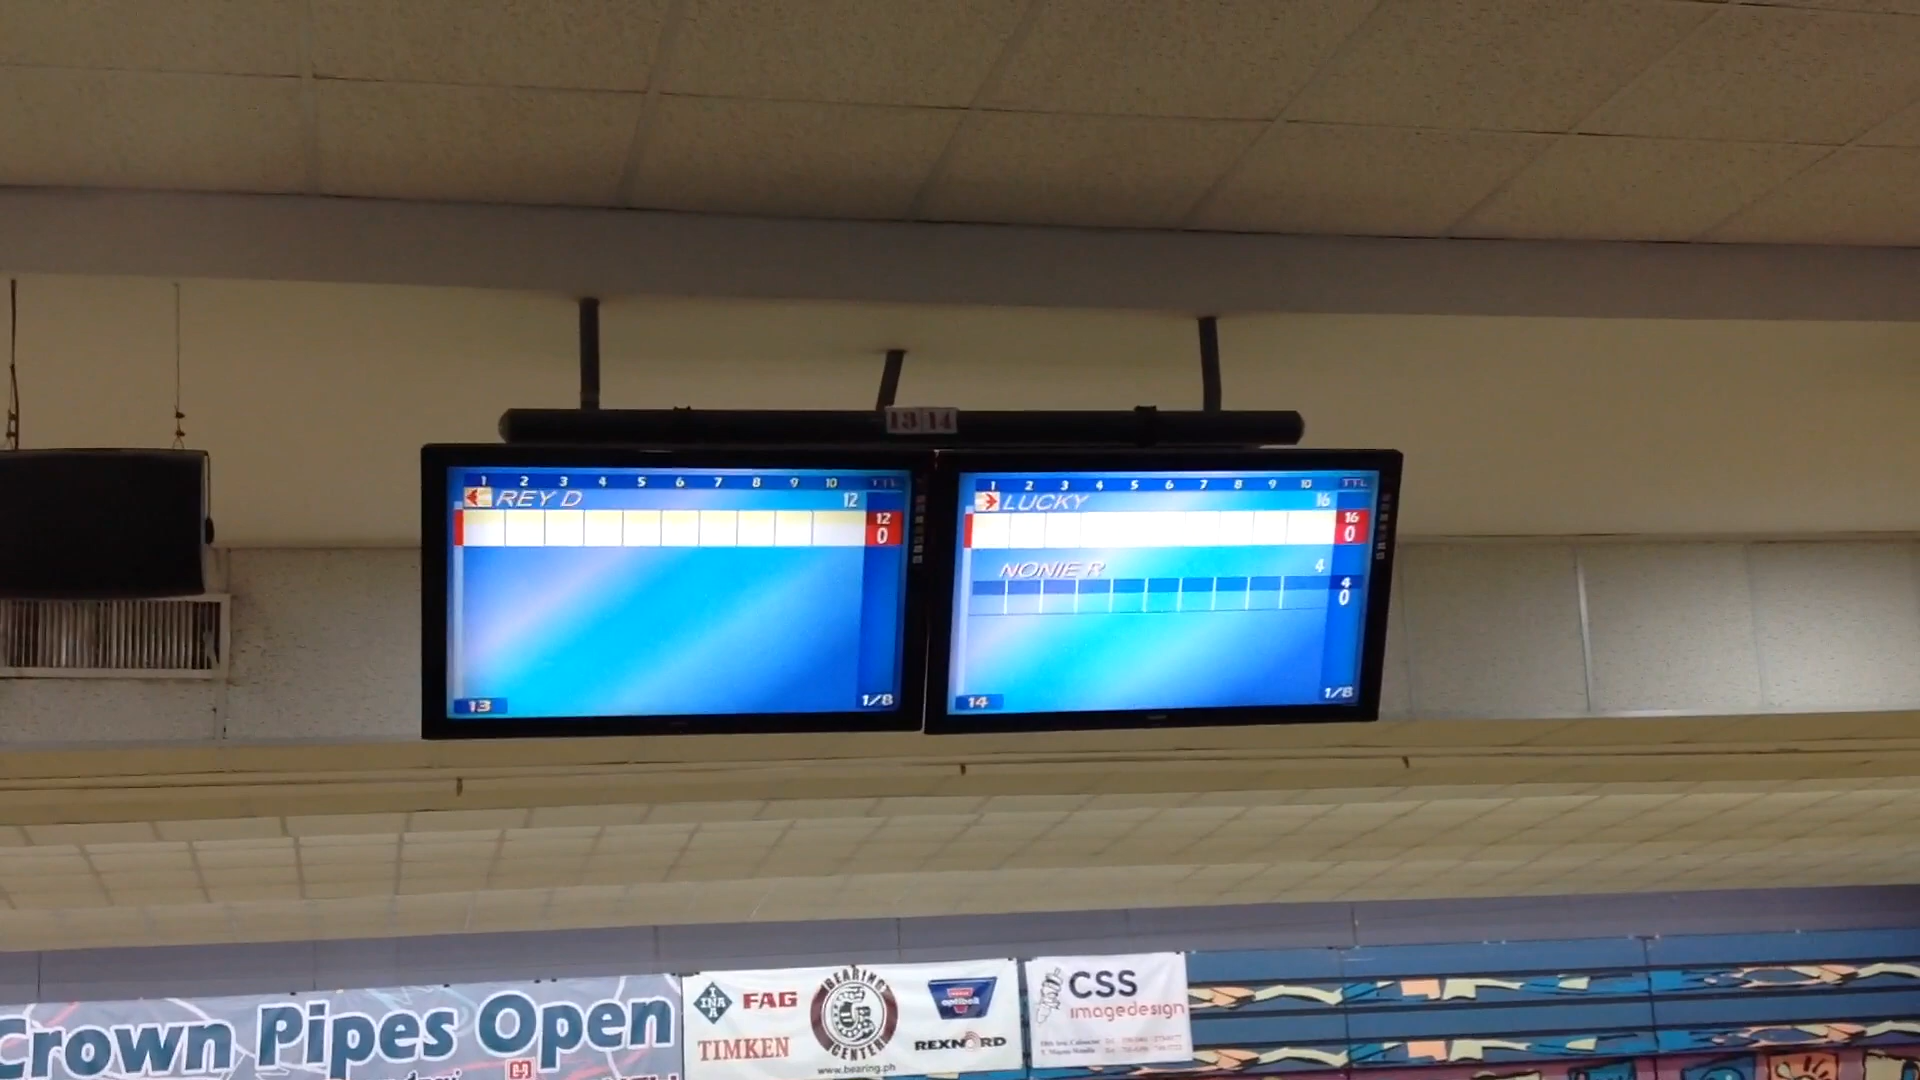 13 14
1 2 3 4 5 6 7 8 9 10 TTL
REY D 12
12
0
13 1/8
1 2 3 4 5 6 7 8 9 10 TTL
LUCKY 16
16
0
NONIE R 4
4
0
14 1/8
Crown Pipes Open
INA FAG
TIMKEN
BEARING
CENTER
www.bearing.ph
optibelt
REXNORD
CSS
imagedesign